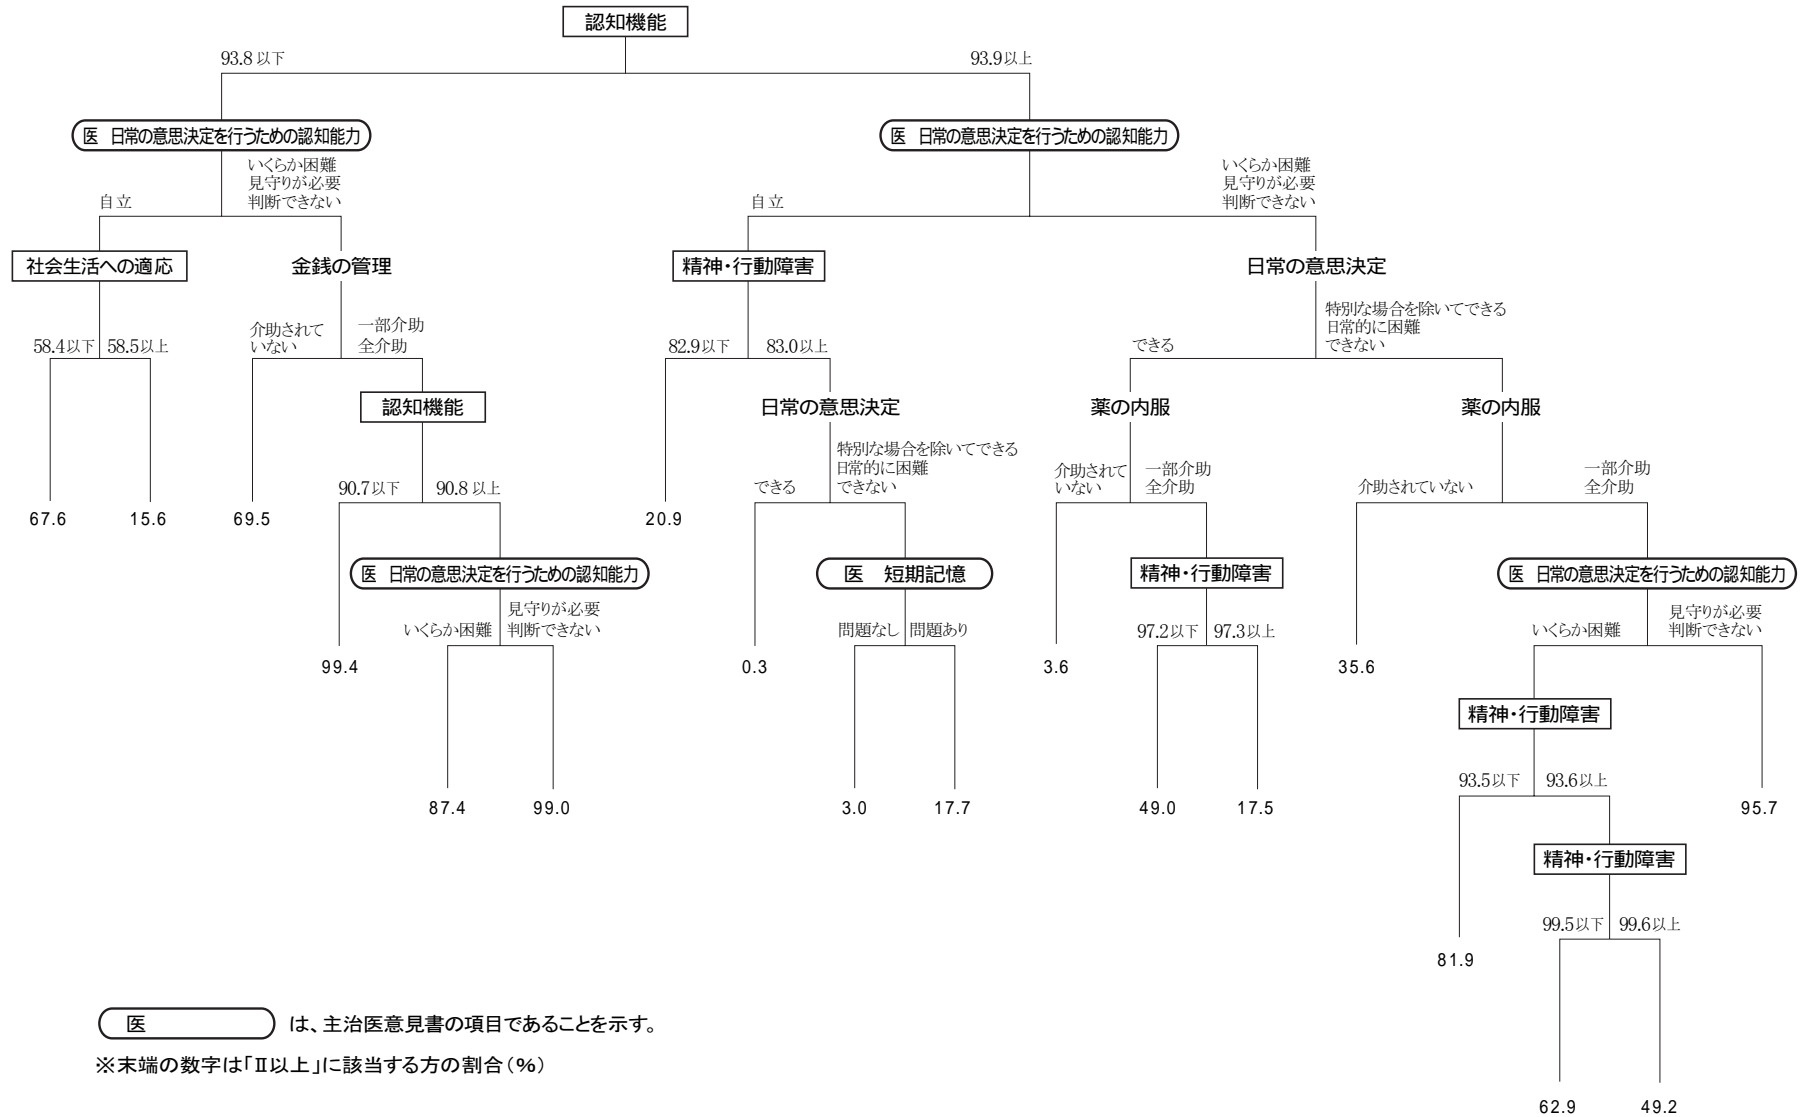 認知機能
93.8以下
93.9以上
医 日常の意思決定を行うための認知能力
医 日常の意思決定を行うための認知能力
いくらか困難
見守りが必要
判断できない
いくらか困難
見守りが必要
判断できない
自立
自立
社会生活への適応
金銭の管理
精神・行動障害
日常の意思決定
特別な場合を除いてできる
日常的に困難
できない
58.4以下
58.5以上
介助されて
いない
一部介助
全介助
82.9以下
83.0以上
できる
認知機能
日常の意思決定
薬の内服
薬の内服
特別な場合を除いてできる
日常的に困難
できない
90.7以下
90.8以上
できる
介助されて
いない
一部介助
全介助
介助されていない
一部介助
全介助
67.6
15.6
69.5
20.9
医 日常の意思決定を行うための認知能力
医 短期記憶
精神・行動障害
医 日常の意思決定を行うための認知能力
いくらか困難
見守りが必要
判断できない
問題なし
問題あり
97.2以下
97.3以上
いくらか困難
見守りが必要
判断できない
99.4
0.3
3.6
35.6
精神・行動障害
93.5以下
93.6以上
87.4
99.0
3.0
17.7
49.0
17.5
95.7
精神・行動障害
99.5以下
99.6以上
81.9
医 は、主治医意見書の項目であることを示す。
※末端の数字は「Ⅱ以上」に該当する方の割合(%)
62.9
49.2